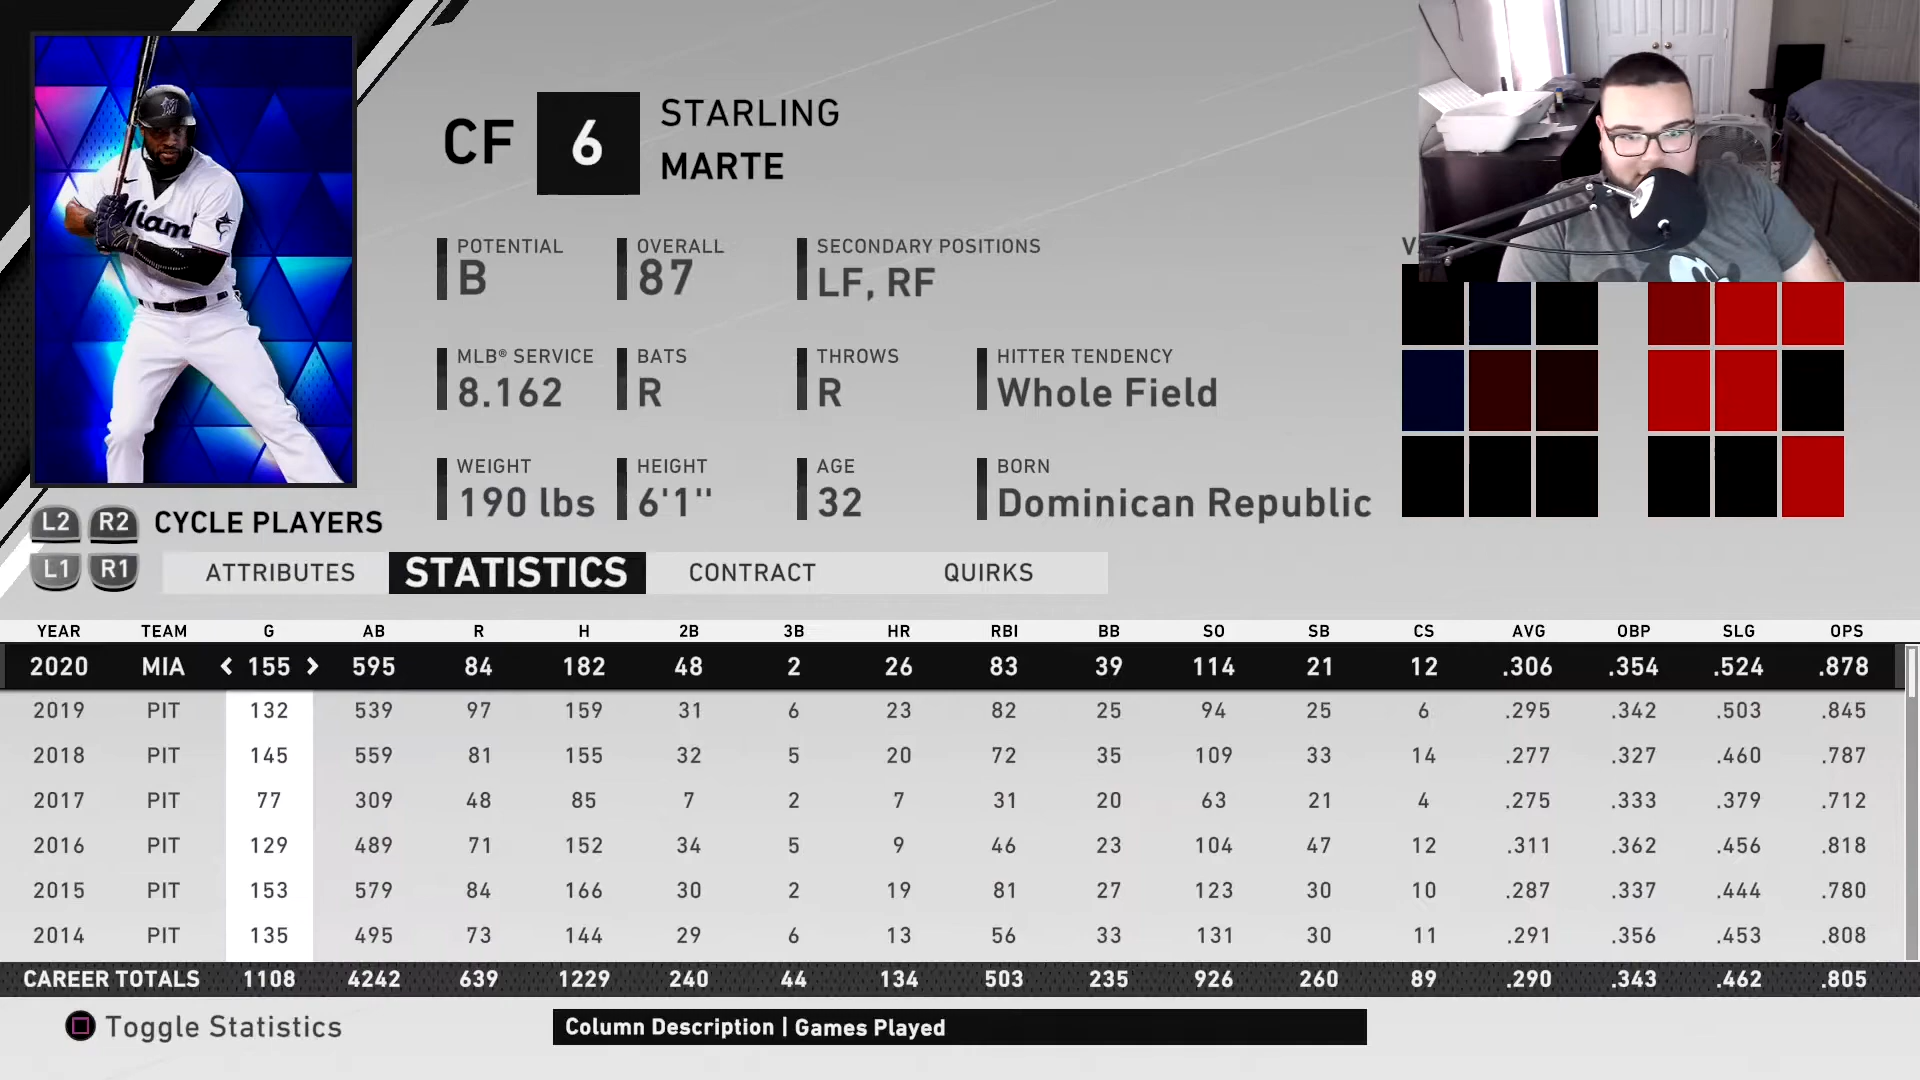 CF 6 STARLING
MARTE
Miami
POTENTIAL OVERALL SECONDARY POSITIONS
B 87 LF, RF
MLB® SERVICE BATS THROWS HITTER TENDENCY
8.162 R R Whole Field
WEIGHT HEIGHT AGE BORN
190 lbs 6'1'' 32 Dominican Republic
L2 R2 CYCLE PLAYERS
L1 R1
ATTRIBUTES STATISTICS CONTRACT QUIRKS
YEAR TEAM G AB R H 2B 3B HR RBI BB SO SB CS AVG OBP SLG OPS
2020 MIA < 155 > 595 84 182 48 2 26 83 39 114 21 12 .306 .354 .524 .878
2019 PIT 132 539 97 159 31 6 23 82 25 94 25 6 .295 .342 .503 .845
2018 PIT 145 559 81 155 32 5 20 72 35 109 33 14 .277 .327 .460 .787
2017 PIT 77 309 48 85 7 2 7 31 20 63 21 4 .275 .333 .379 .712
2016 PIT 129 489 71 152 34 5 9 46 23 104 47 12 .311 .362 .456 .818
2015 PIT 153 579 84 166 30 2 19 81 27 123 30 10 .287 .337 .444 .780
2014 PIT 135 495 73 144 29 6 13 56 33 131 30 11 .291 .356 .453 .808
CAREER TOTALS 1108 4242 639 1229 240 44 134 503 235 926 260 89 .290 .343 .462 .805
Toggle Statistics
Column Description | Games Played